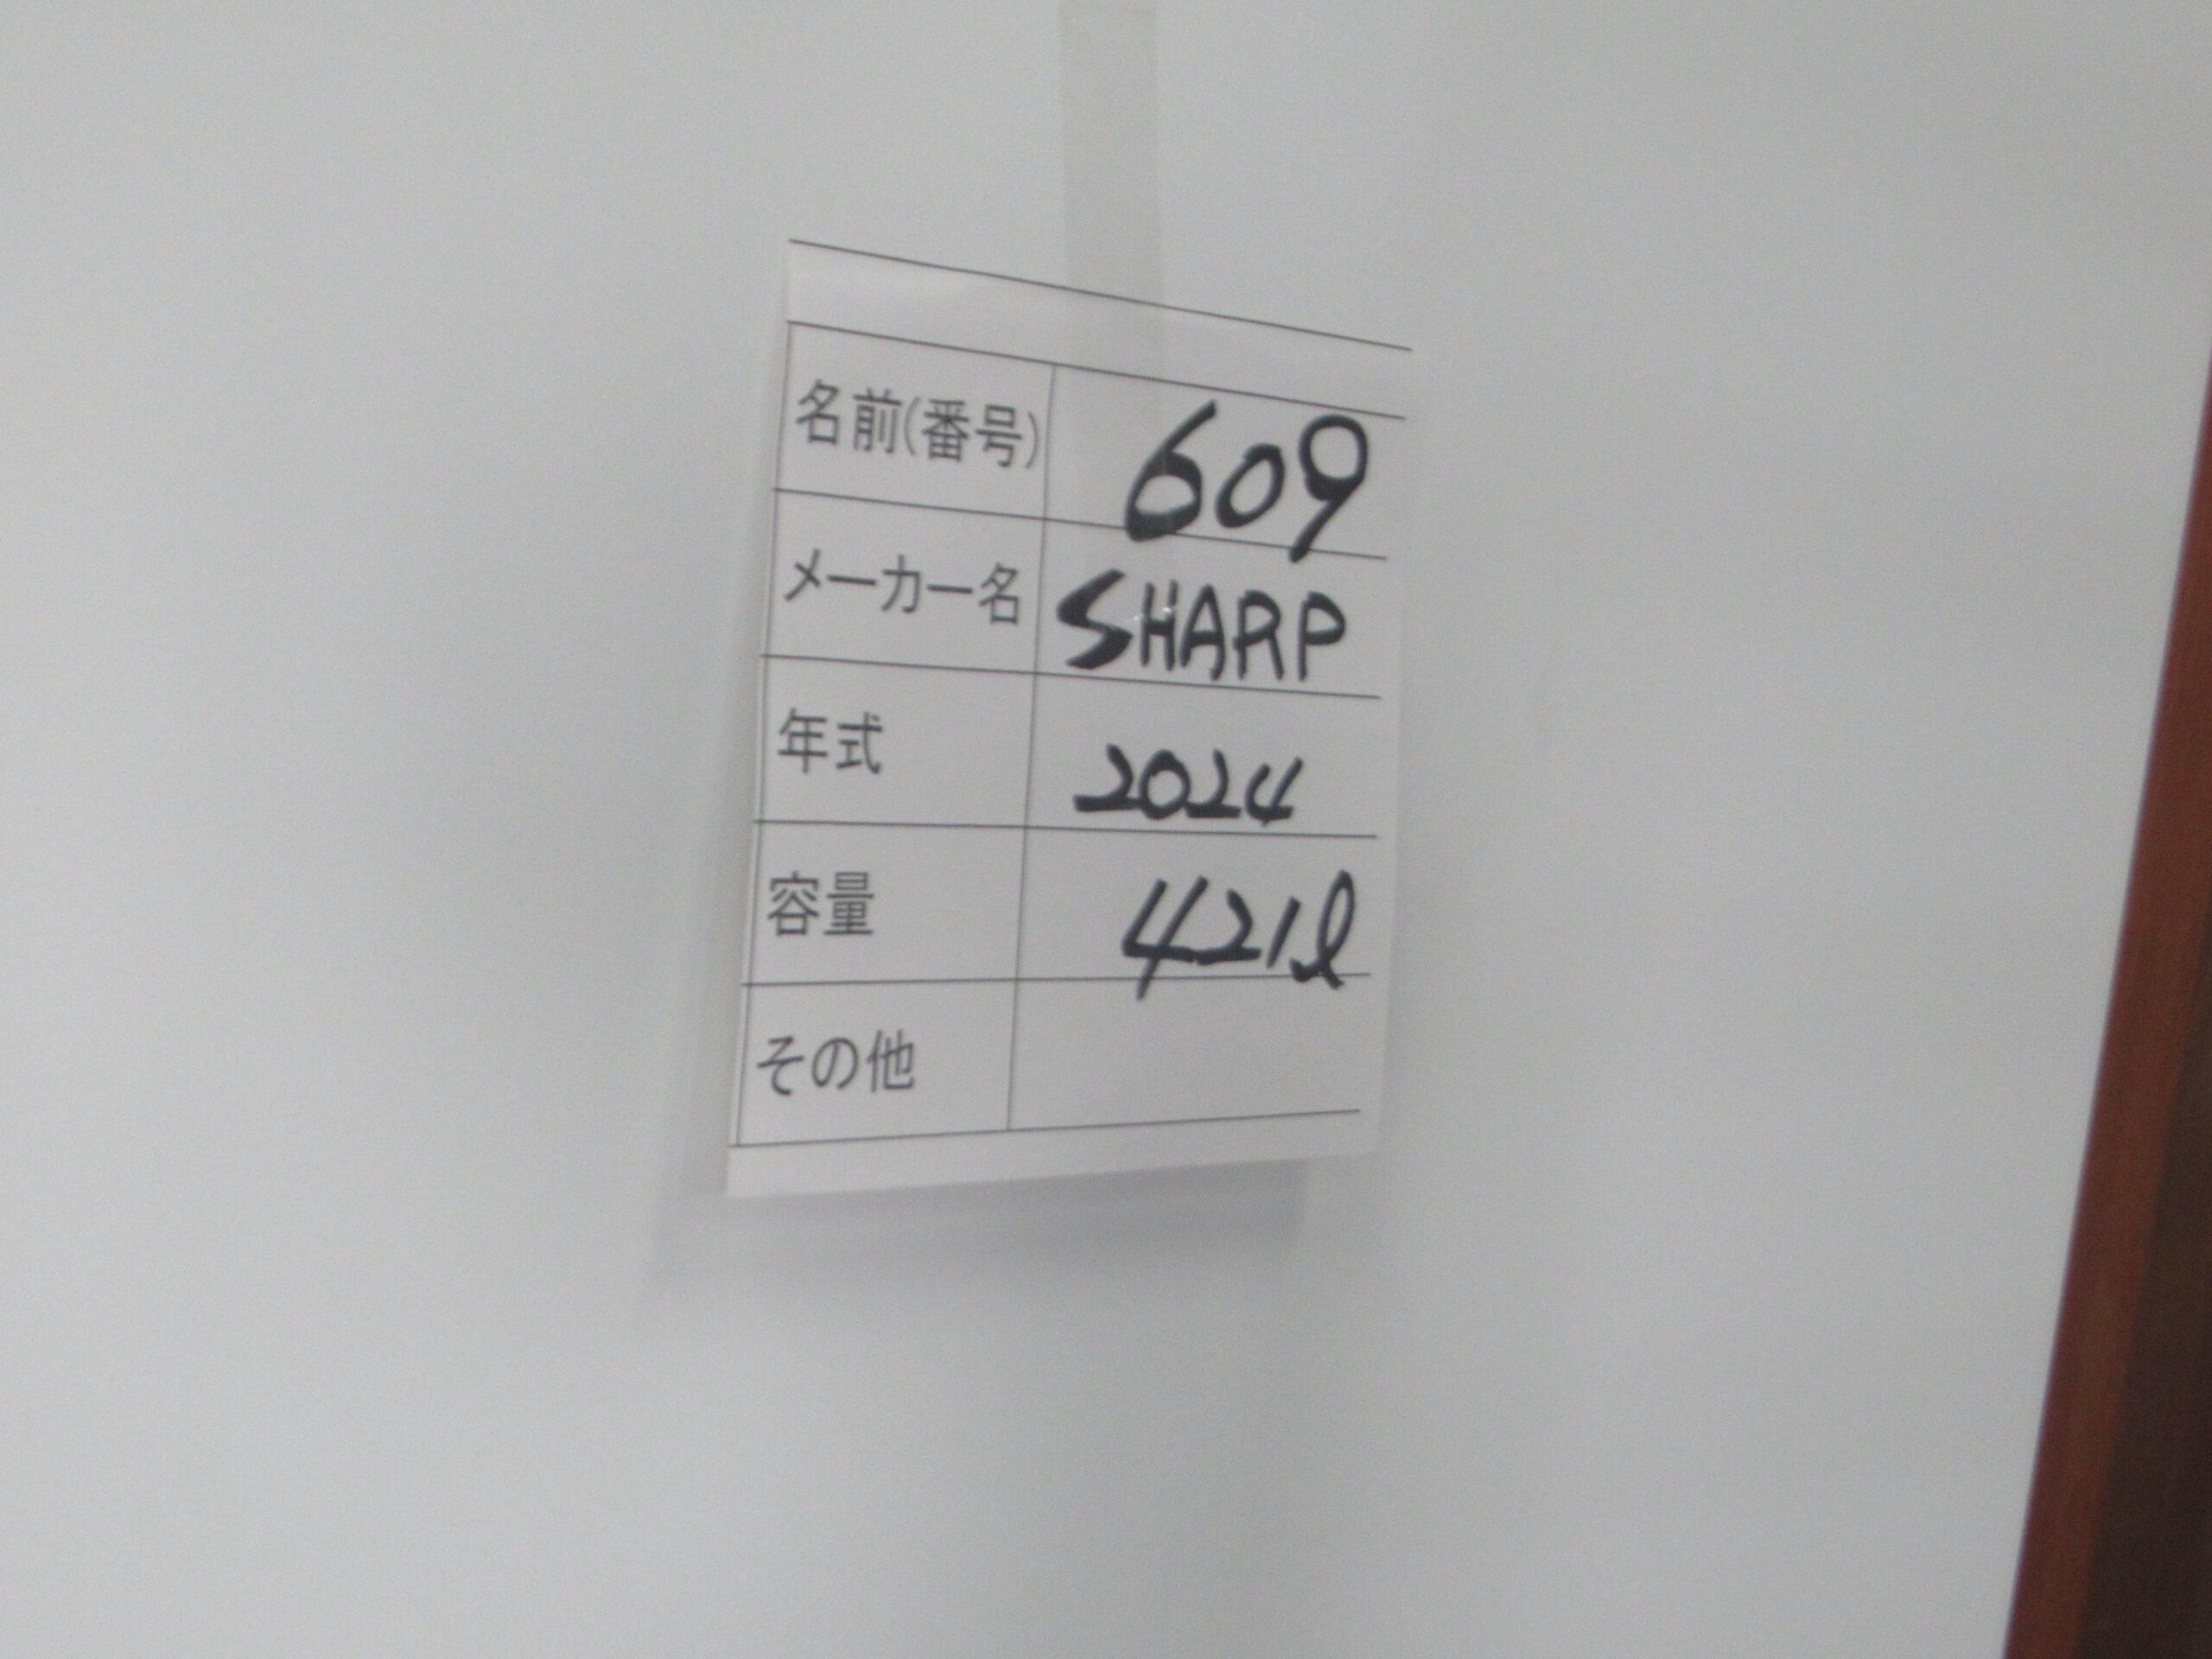 名前(番号) 609
メーカー名 SHARP
年式 2024
容量 421ℓ
その他